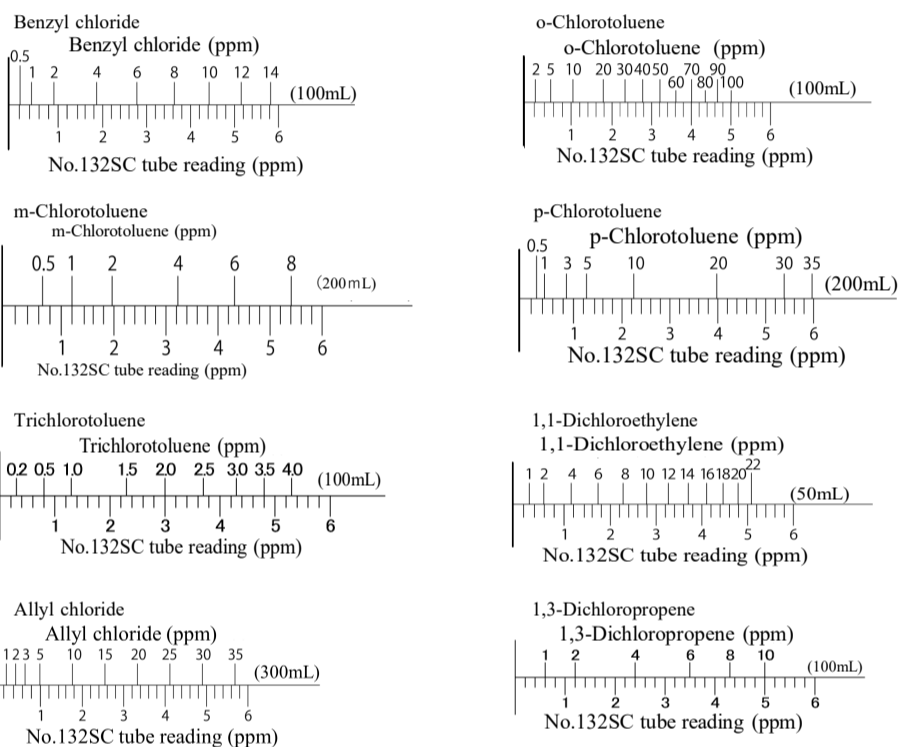 Benzyl chloride
Benzyl chloride (ppm)
0.5
1 2 4 6 8 10 12 14
(100mL)
1 2 3 4 5 6
No.132SC tube reading (ppm)
o-Chlorotoluene
o-Chlorotoluene (ppm)
2 5 10 20 30 40 50 70 90
60 80 100
(100mL)
1 2 3 4 5 6
No.132SC tube reading (ppm)
m-Chlorotoluene
m-Chlorotoluene (ppm)
0.5 1 2 4 6 8
(200mL)
1 2 3 4 5 6
No.132SC tube reading (ppm)
p-Chlorotoluene
p-Chlorotoluene (ppm)
0.5
1 3 5 10 20 30 35
(200mL)
1 2 3 4 5 6
No.132SC tube reading (ppm)
Trichlorotoluene
Trichlorotoluene (ppm)
0.2 0.5 1.0 1.5 2.0 2.5 3.0 3.5 4.0
(100mL)
1 2 3 4 5 6
No.132SC tube reading (ppm)
1,1-Dichloroethylene
1,1-Dichloroethylene (ppm)
1 2 4 6 8 10 12 14 16 18 20 22
(50mL)
1 2 3 4 5 6
No.132SC tube reading (ppm)
Allyl chloride
Allyl chloride (ppm)
1 2 3 5 10 15 20 25 30 35
(300mL)
1 2 3 4 5 6
No.132SC tube reading (ppm)
1,3-Dichloropropene
1,3-Dichloropropene (ppm)
1 2 4 6 8 10
(100mL)
1 2 3 4 5 6
No.132SC tube reading (ppm)